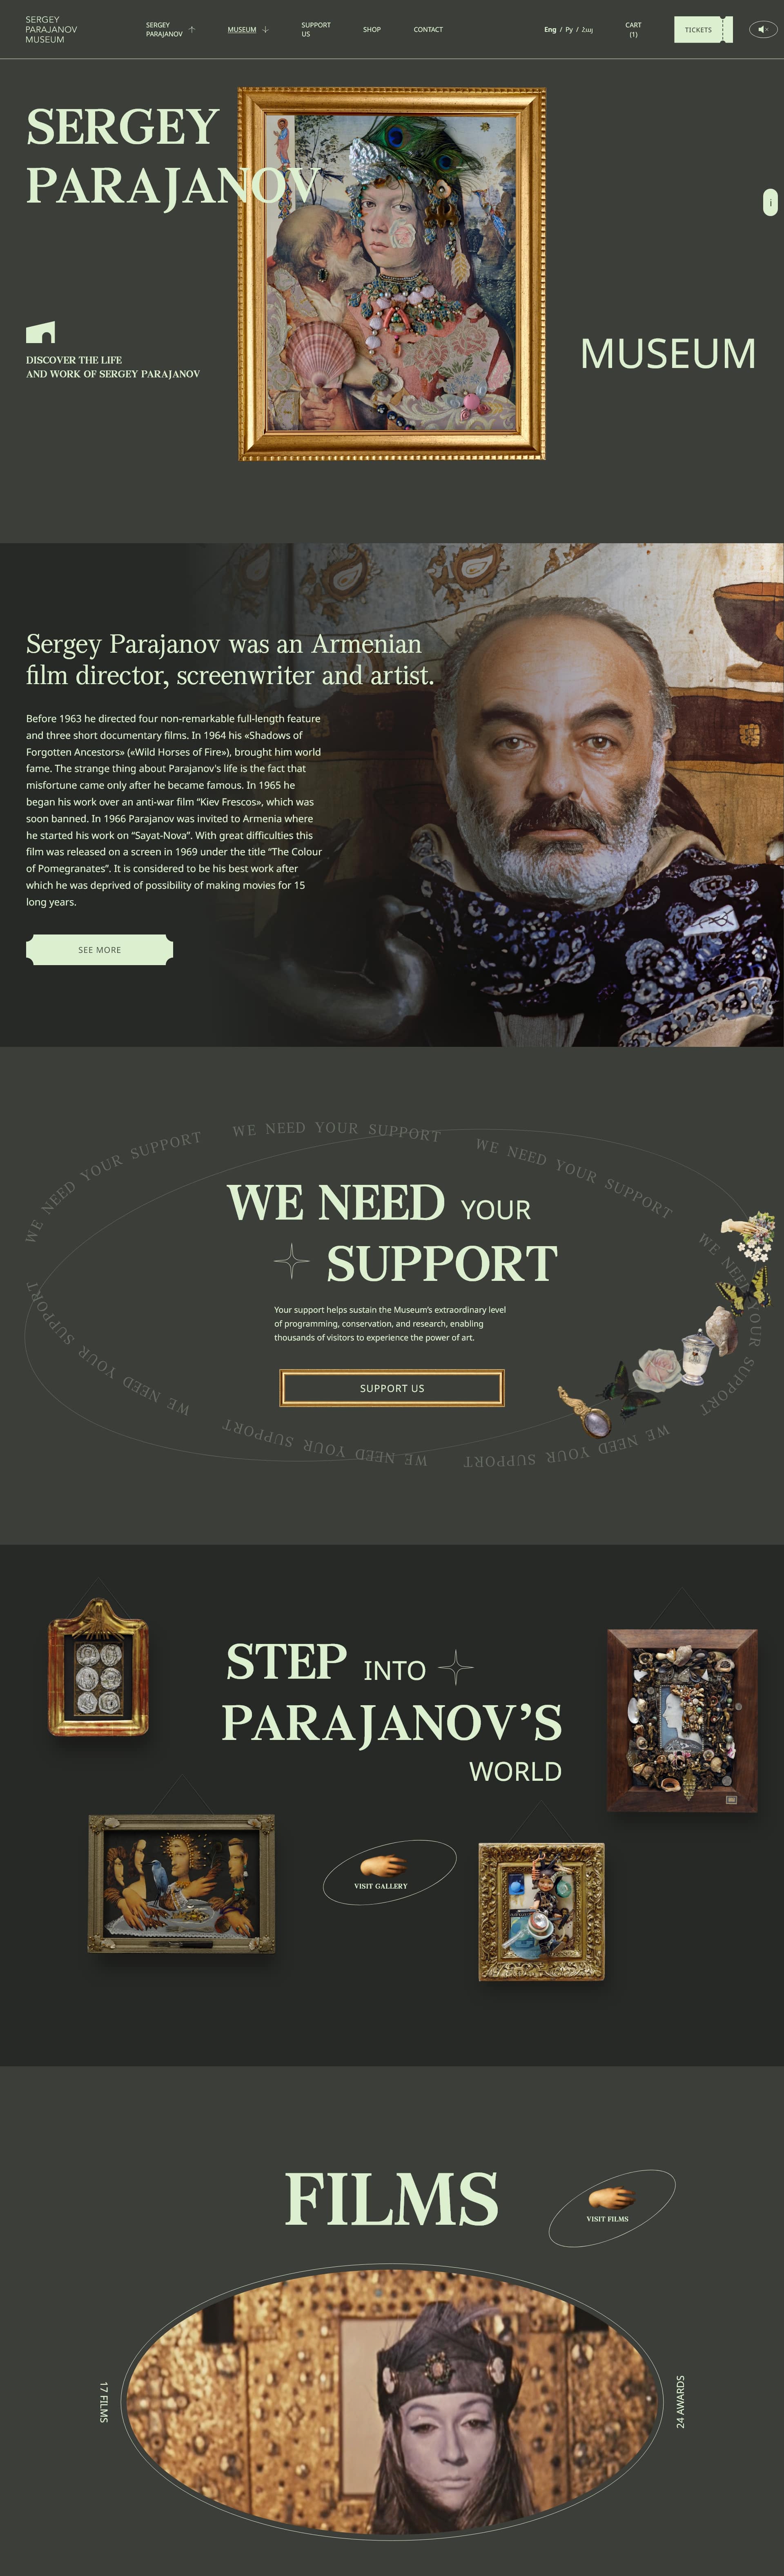 SERGEY
PARAJANOV
MUSEUM
SERGEY
PARAJANOV
MUSEUM
SUPPORT
US
SHOP
CONTACT
Eng / Ру / Հայ
CART
(1)
TICKETS
SERGEY
PARAJANOV
i
MUSEUM
DISCOVER THE LIFE
AND WORK OF SERGEY PARAJANOV
Sergey Parajanov was an Armenian
film director, screenwriter and artist.
Before 1963 he directed four non-remarkable full-length feature
and three short documentary films. In 1964 his «Shadows of
Forgotten Ancestors» («Wild Horses of Fire»), brought him world
fame. The strange thing about Parajanov's life is the fact that
misfortune came only after he became famous. In 1965 he
began his work over an anti-war film “Kiev Frescos», which was
soon banned. In 1966 Parajanov was invited to Armenia where
he started his work on “Sayat-Nova”. With great difficulties this
film was released on a screen in 1969 under the title “The Colour
of Pomegranates”. It is considered to be his best work after
which he was deprived of possibility of making movies for 15
long years.
SEE MORE
WE NEED YOUR SUPPORT
WE NEED YOUR SUPPORT
WE NEED YOUR SUPPORT
WE NEED YOUR SUPPORT
WE NEED YOUR SUPPORT
WE NEED YOUR SUPPORT
WE NEED YOUR SUPPORT
WE NEED YOUR
SUPPORT
Your support helps sustain the Museum’s extraordinary level
of programming, conservation, and research, enabling
thousands of visitors to experience the power of art.
SUPPORT US
STEP INTO
PARAJANOV’S
WORLD
VISIT GALLERY
FILMS
VISIT FILMS
17 FILMS
24 AWARDS